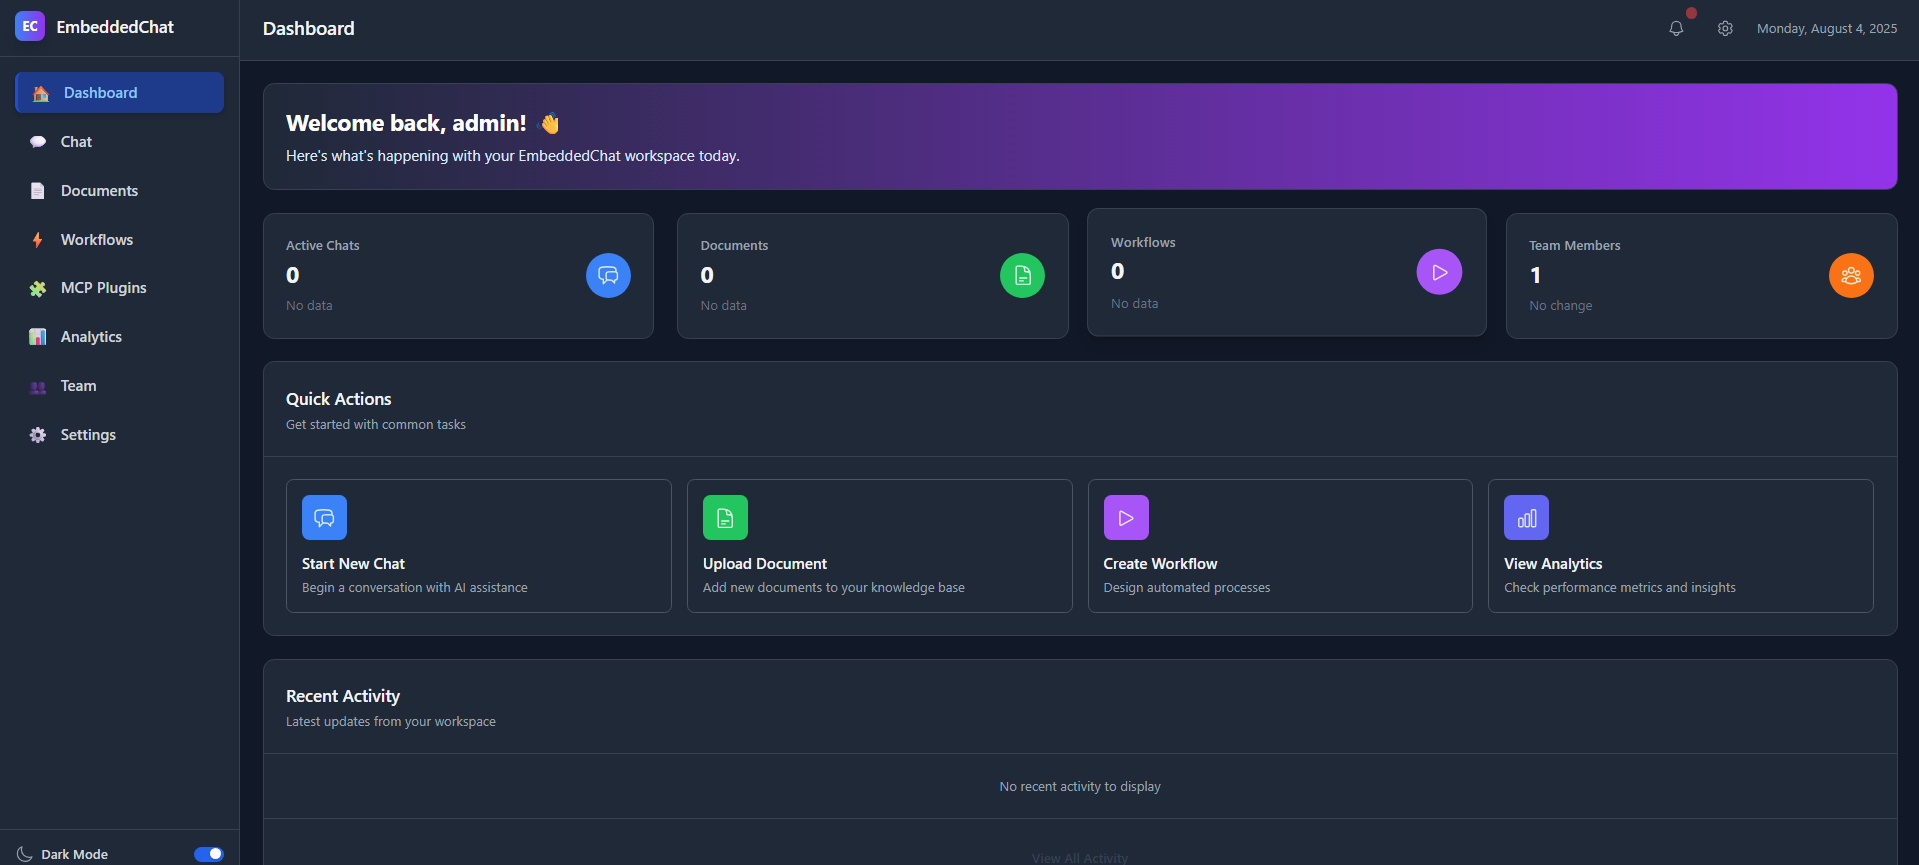 EC
EmbeddedChat
Dashboard
Chat
Documents
Workflows
MCP Plugins
Analytics
Team
Settings
Dark Mode
Dashboard
Monday, August 4, 2025
Welcome back, admin! 👋
Here's what's happening with your EmbeddedChat workspace today.
Active Chats
0
No data
Documents
0
No data
Workflows
0
No data
Team Members
1
No change
Quick Actions
Get started with common tasks
Start New Chat
Begin a conversation with AI assistance
Upload Document
Add new documents to your knowledge base
Create Workflow
Design automated processes
View Analytics
Check performance metrics and insights
Recent Activity
Latest updates from your workspace
No recent activity to display
View All Activity